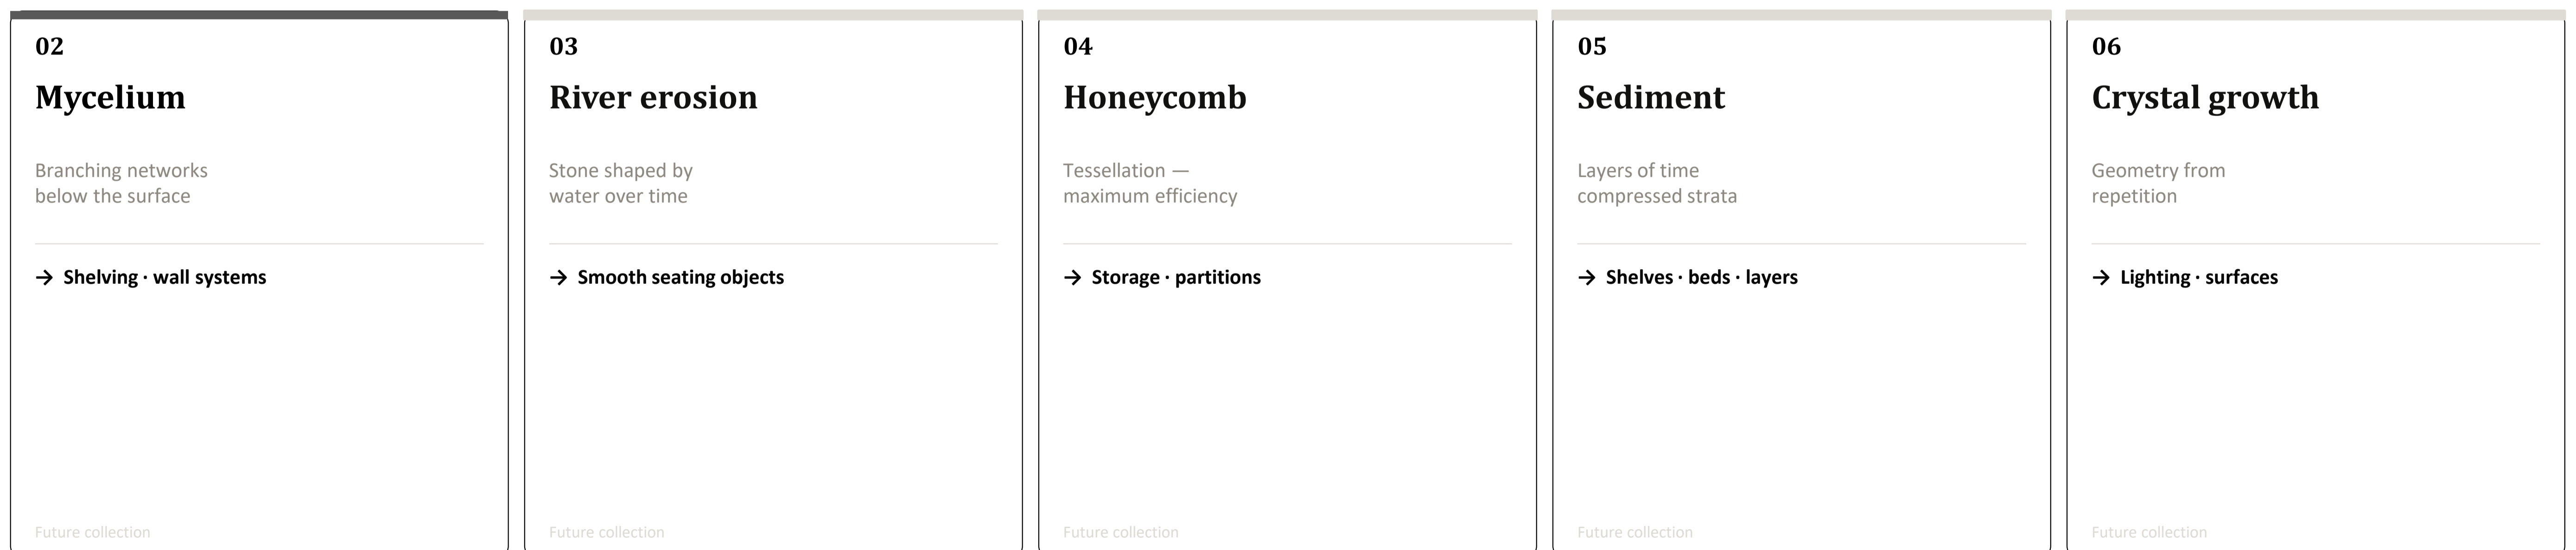 02
Mycelium
Branching networks
below the surface
→ Shelving · wall systems
Future collection
03
River erosion
Stone shaped by
water over time
→ Smooth seating objects
Future collection
04
Honeycomb
Tessellation —
maximum efficiency
→ Storage · partitions
Future collection
05
Sediment
Layers of time
compressed strata
→ Shelves · beds · layers
Future collection
06
Crystal growth
Geometry from
repetition
→ Lighting · surfaces
Future collection